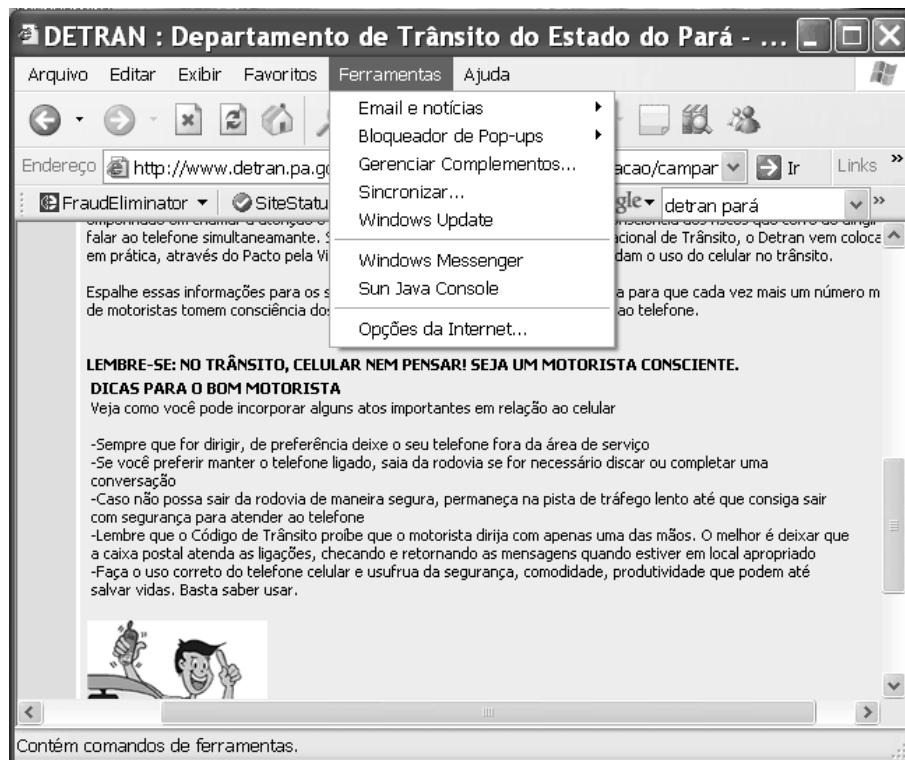 DETRAN : Departamento de Trânsito do Estado do Pará - ...
Arquivo Editar Exibir Favoritos Ferramentas Ajuda
Email e notícias
Bloqueador de Pop-ups
Gerenciar Complementos...
Sincronizar...
Windows Update
Windows Messenger
Sun Java Console
Opções da Internet...
Endereço http://www.detran.pa.go acao/campar Ir Links »
FraudEliminator SiteStatu gle detran pará »
falar ao telefone simultaneamante. acional de Trânsito, o Detran vem coloca
em prática, através do Pacto pela Vi dam o uso do celular no trânsito.
Espalhe essas informações para os s a para que cada vez mais um número m
de motoristas tomem consciência do ao telefone.
LEMBRE-SE: NO TRÂNSITO, CELULAR NEM PENSAR! SEJA UM MOTORISTA CONSCIENTE.
DICAS PARA O BOM MOTORISTA
Veja como você pode incorporar alguns atos importantes em relação ao celular
-Sempre que for dirigir, de preferência deixe o seu telefone fora da área de serviço
-Se você preferir manter o telefone ligado, saia da rodovia se for necessário discar ou completar uma
conversação
-Caso não possa sair da rodovia de maneira segura, permaneça na pista de tráfego lento até que consiga sair
com segurança para atender ao telefone
-Lembre que o Código de Trânsito proíbe que o motorista dirija com apenas uma das mãos. O melhor é deixar que
a caixa postal atenda as ligações, checando e retornando as mensagens quando estiver em local apropriado
-Faça o uso correto do telefone celular e usufrua da segurança, comodidade, produtividade que podem até
salvar vidas. Basta saber usar.
Contém comandos de ferramentas.